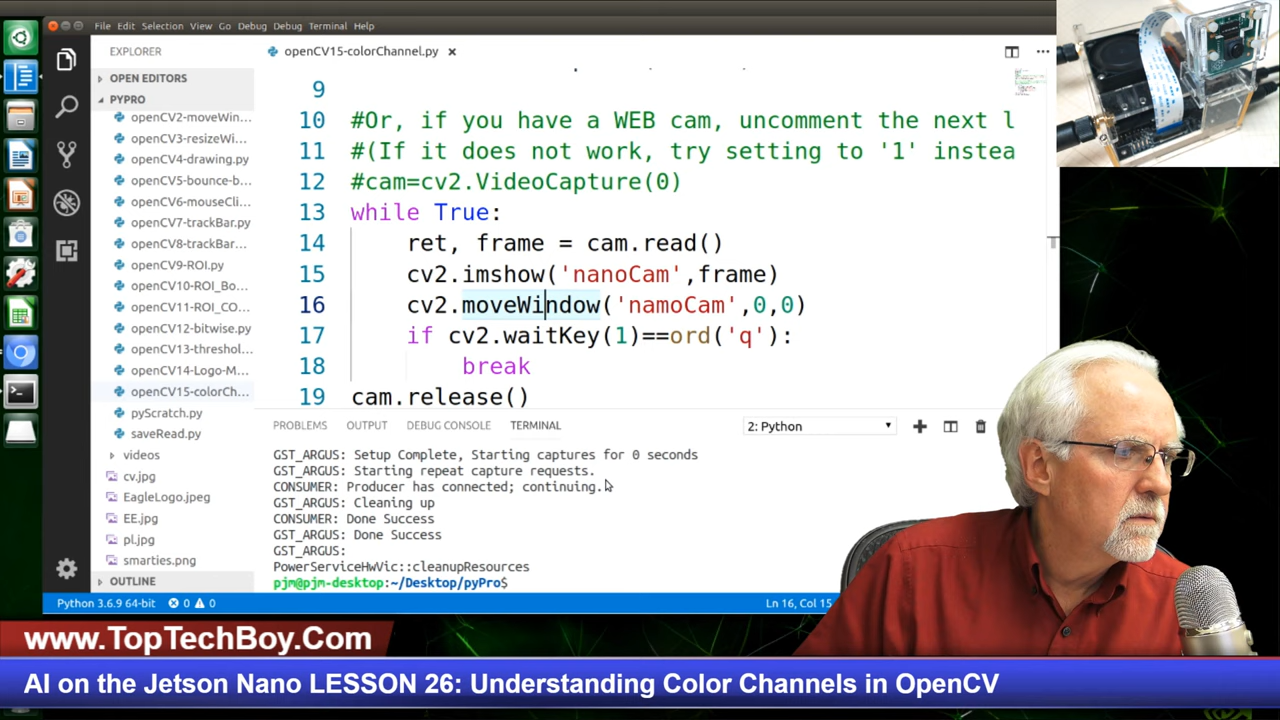 File Edit Selection View Go Debug Debug Terminal Help
EXPLORER
openCV15-colorChannel.py
OPEN EDITORS
PYPRO
openCV2-moveWin...
openCV3-resizeWi...
openCV4-drawing.py
openCV5-bounce-b...
openCV6-mouseCli...
openCV7-trackBar.py
openCV8-trackBar...
openCV9-ROI.py
openCV10-ROI_Bo...
openCV11-ROI_CO...
openCV12-bitwise.py
openCV13-threshol...
openCV14-Logo-M...
openCV15-colorCh...
pyScratch.py
saveRead.py
videos
cv.jpg
EagleLogo.jpeg
EE.jpg
pl.jpg
smarties.png
OUTLINE
9
10 #Or, if you have a WEB cam, uncomment the next l
11 #(If it does not work, try setting to '1' instea
12 #cam=cv2.VideoCapture(0)
13 while True:
14 ret, frame = cam.read()
15 cv2.imshow('nanoCam',frame)
16 cv2.moveWindow('namoCam',0,0)
17 if cv2.waitKey(1)==ord('q'):
18 break
19 cam.release()
PROBLEMS OUTPUT DEBUG CONSOLE TERMINAL 2: Python
GST_ARGUS: Setup Complete, Starting captures for 0 seconds
GST_ARGUS: Starting repeat capture requests.
CONSUMER: Producer has connected; continuing.
GST_ARGUS: Cleaning up
CONSUMER: Done Success
GST_ARGUS: Done Success
GST_ARGUS:
PowerServiceHwVic::cleanupResources
pjm@pjm-desktop:~/Desktop/pyPro$
Python 3.6.9 64-bit 0 0 Ln 16, Col 15
www.TopTechBoy.Com
AI on the Jetson Nano LESSON 26: Understanding Color Channels in OpenCV